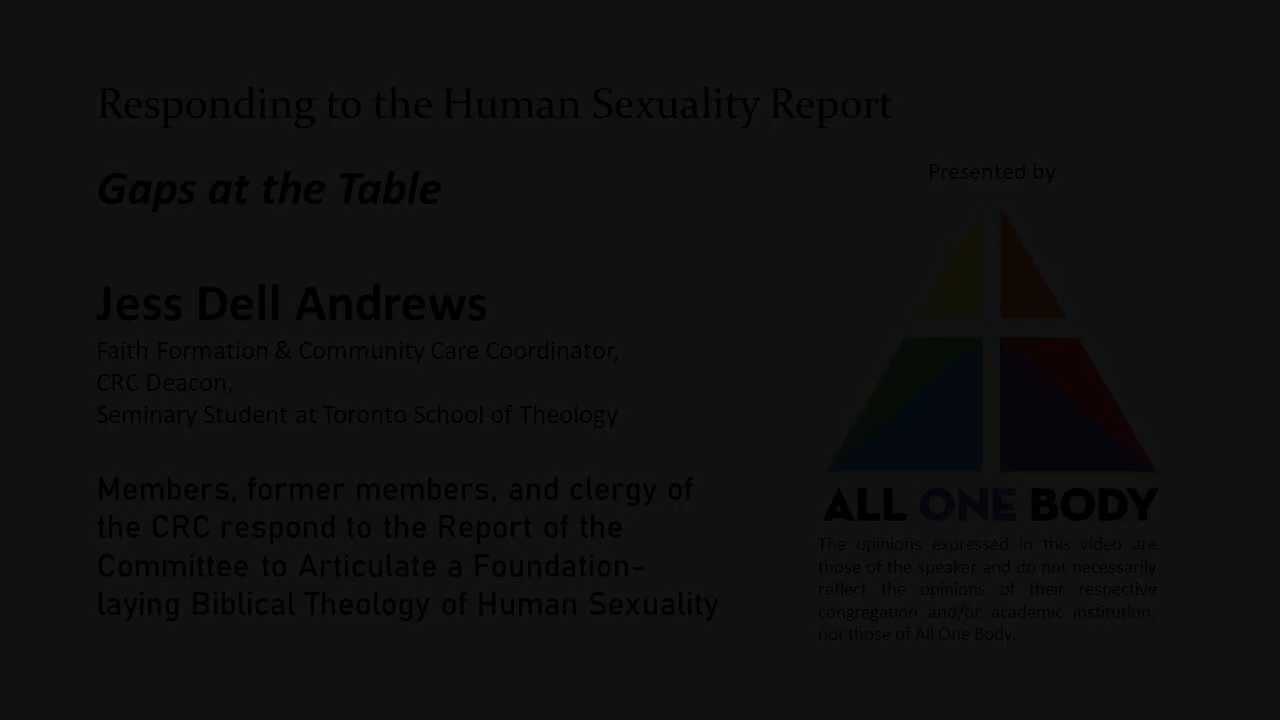 Responding to the Human Sexuality Report
Gaps at the Table
Jess Dell Andrews
Faith Formation & Community Care Coordinator,
CRC Deacon,
Seminary Student at Toronto School of Theology
Members, former members, and clergy of
the CRC respond to the Report of the
Committee to Articulate a Foundation-
laying Biblical Theology of Human Sexuality
Presented by
ALL ONE BODY
The opinions expressed in this video are
those of the speaker and do not necessarily
reflect the opinions of their respective
congregation and/or academic institution,
nor those of All One Body.